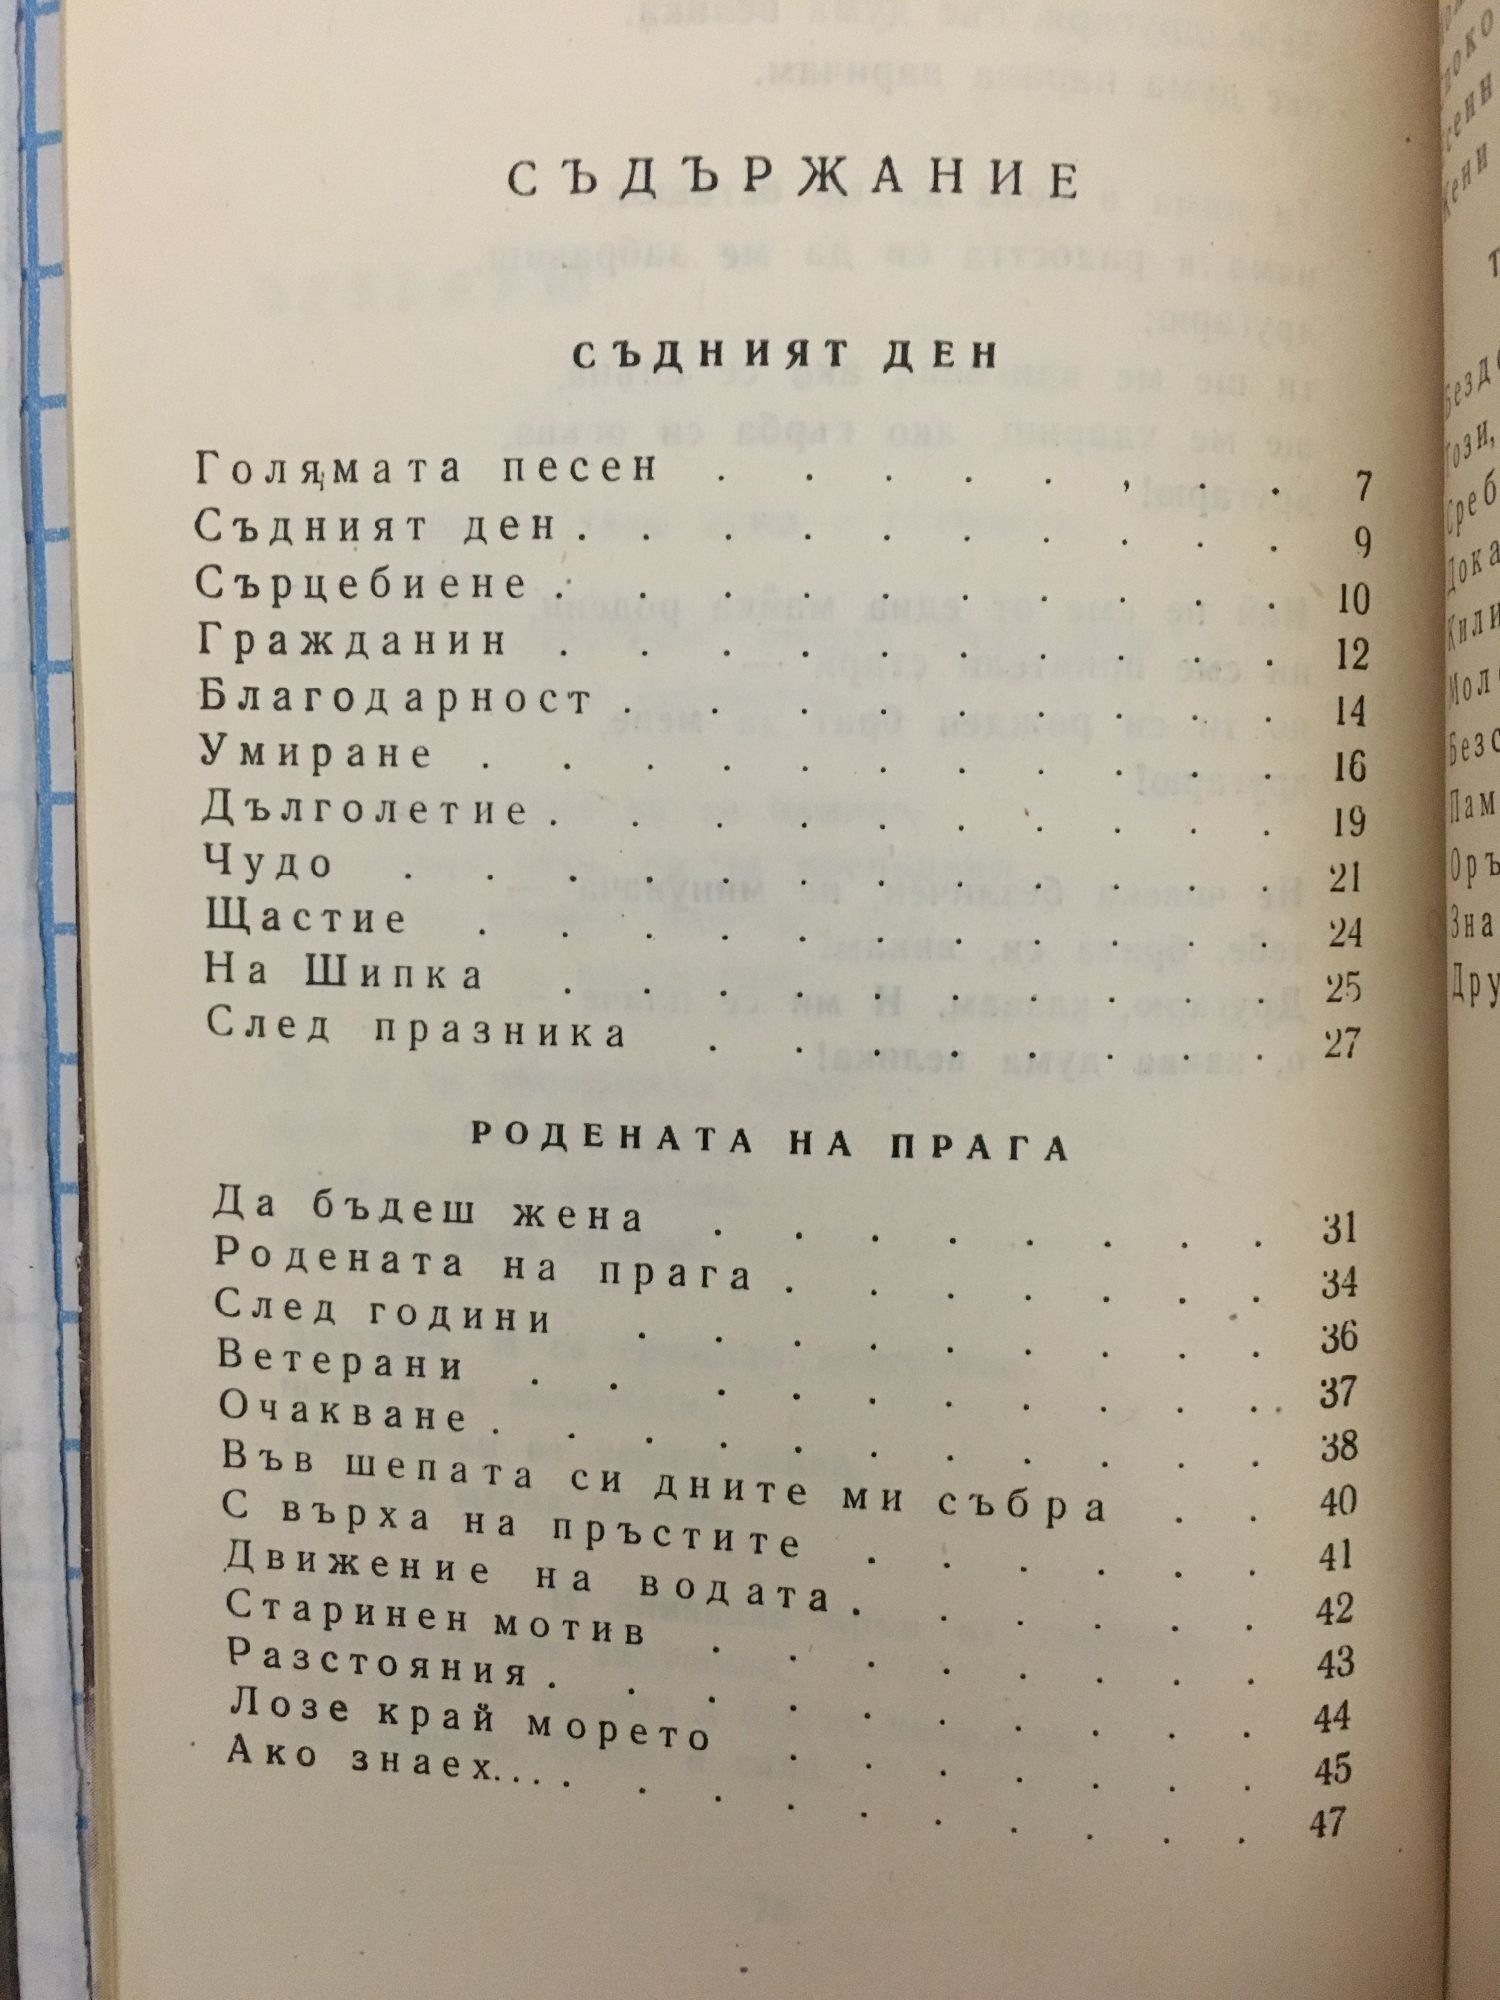 СЪДЪРЖАНИЕ
СЪДНИЯТ ДЕН
Голямата песен . . . . . , . . 7
Съдният ден . . . . . . . . . . 9
Сърцебиене . . . . . . . . . . 10
Гражданин . . . . . . . . . . 12
Благодарност . . . . . . . . . 14
Умиране . . . . . . . . . . . 16
Дълголетие . . . . . . . . . . 19
Чудо . . . . . . . . . . . . 21
Щастие . . . . . . . . . . . 24
На Шипка . . . . . . . . . . 25
След празника . . . . . . . . 27
РОДЕНАТА НА ПРАГА
Да бъдеш жена . . . . . . . . 31
Родената на прага . . . . . . . 34
След години . . . . . . . . . 36
Ветерани . . . . . . . . . . 37
Очакване . . . . . . . . . . . 38
Във шепата си дните ми събра . . 40
С върха на пръстите . . . . . . 41
Движение на водата . . . . . . 42
Старинен мотив . . . . . . . . 43
Разстояния . . . . . . . . . . 44
Лозе край морето . . . . . . . 45
Ако знаех... . . . . . . . . . . 47